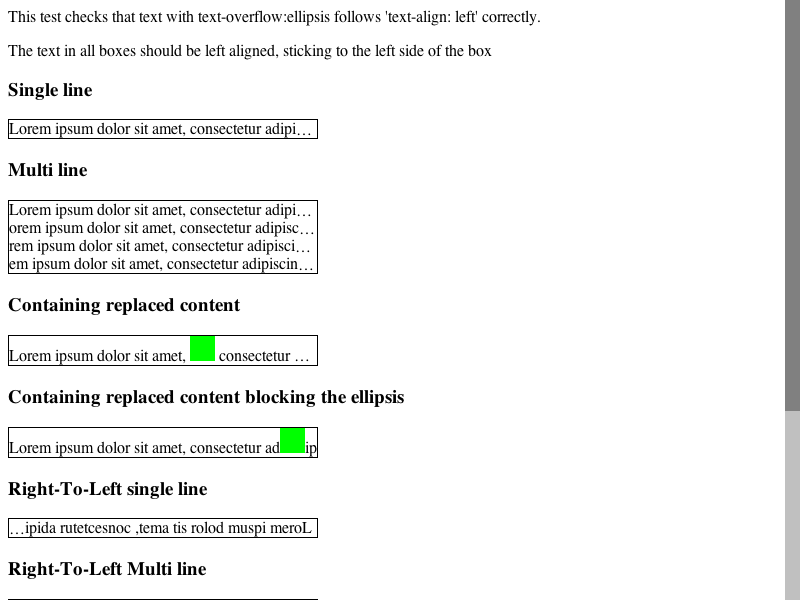 This test checks that text with text-overflow:ellipsis follows 'text-align: left' correctly.
The text in all boxes should be left aligned, sticking to the left side of the box
Single line
Lorem ipsum dolor sit amet, consectetur adipi…
Multi line
Lorem ipsum dolor sit amet, consectetur adipi…
orem ipsum dolor sit amet, consectetur adipisc…
rem ipsum dolor sit amet, consectetur adipisci…
em ipsum dolor sit amet, consectetur adipiscin…
Containing replaced content
Lorem ipsum dolor sit amet, consectetur …
Containing replaced content blocking the ellipsis
Lorem ipsum dolor sit amet, consectetur ad ip
Right-To-Left single line
…ipida rutetcesnoc ,tema tis rolod muspi meroL
Right-To-Left Multi line